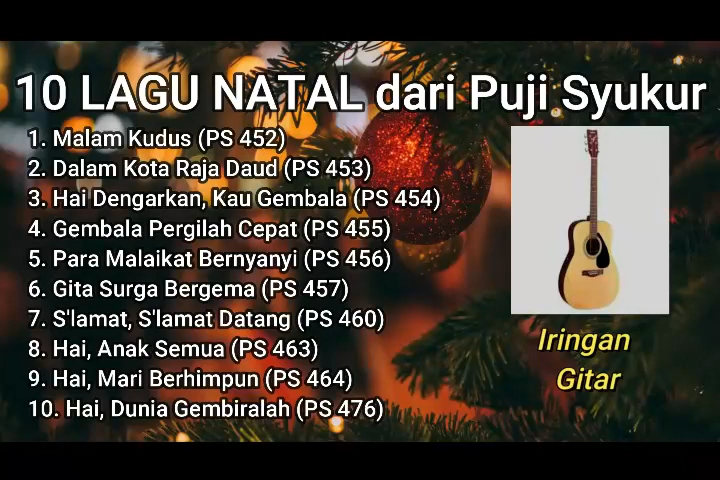 10 LAGU NATAL dari Puji Syukur
1. Malam Kudus (PS 452)
2. Dalam Kota Raja Daud (PS 453)
3. Hai Dengarkan, Kau Gembala (PS 454)
4. Gembala Pergilah Cepat (PS 455)
5. Para Malaikat Bernyanyi (PS 456)
6. Gita Surga Bergema (PS 457)
7. S'lamat, S'lamat Datang (PS 460)
8. Hai, Anak Semua (PS 463)
9. Hai, Mari Berhimpun (PS 464)
10. Hai, Dunia Gembiralah (PS 476)
Iringan
Gitar